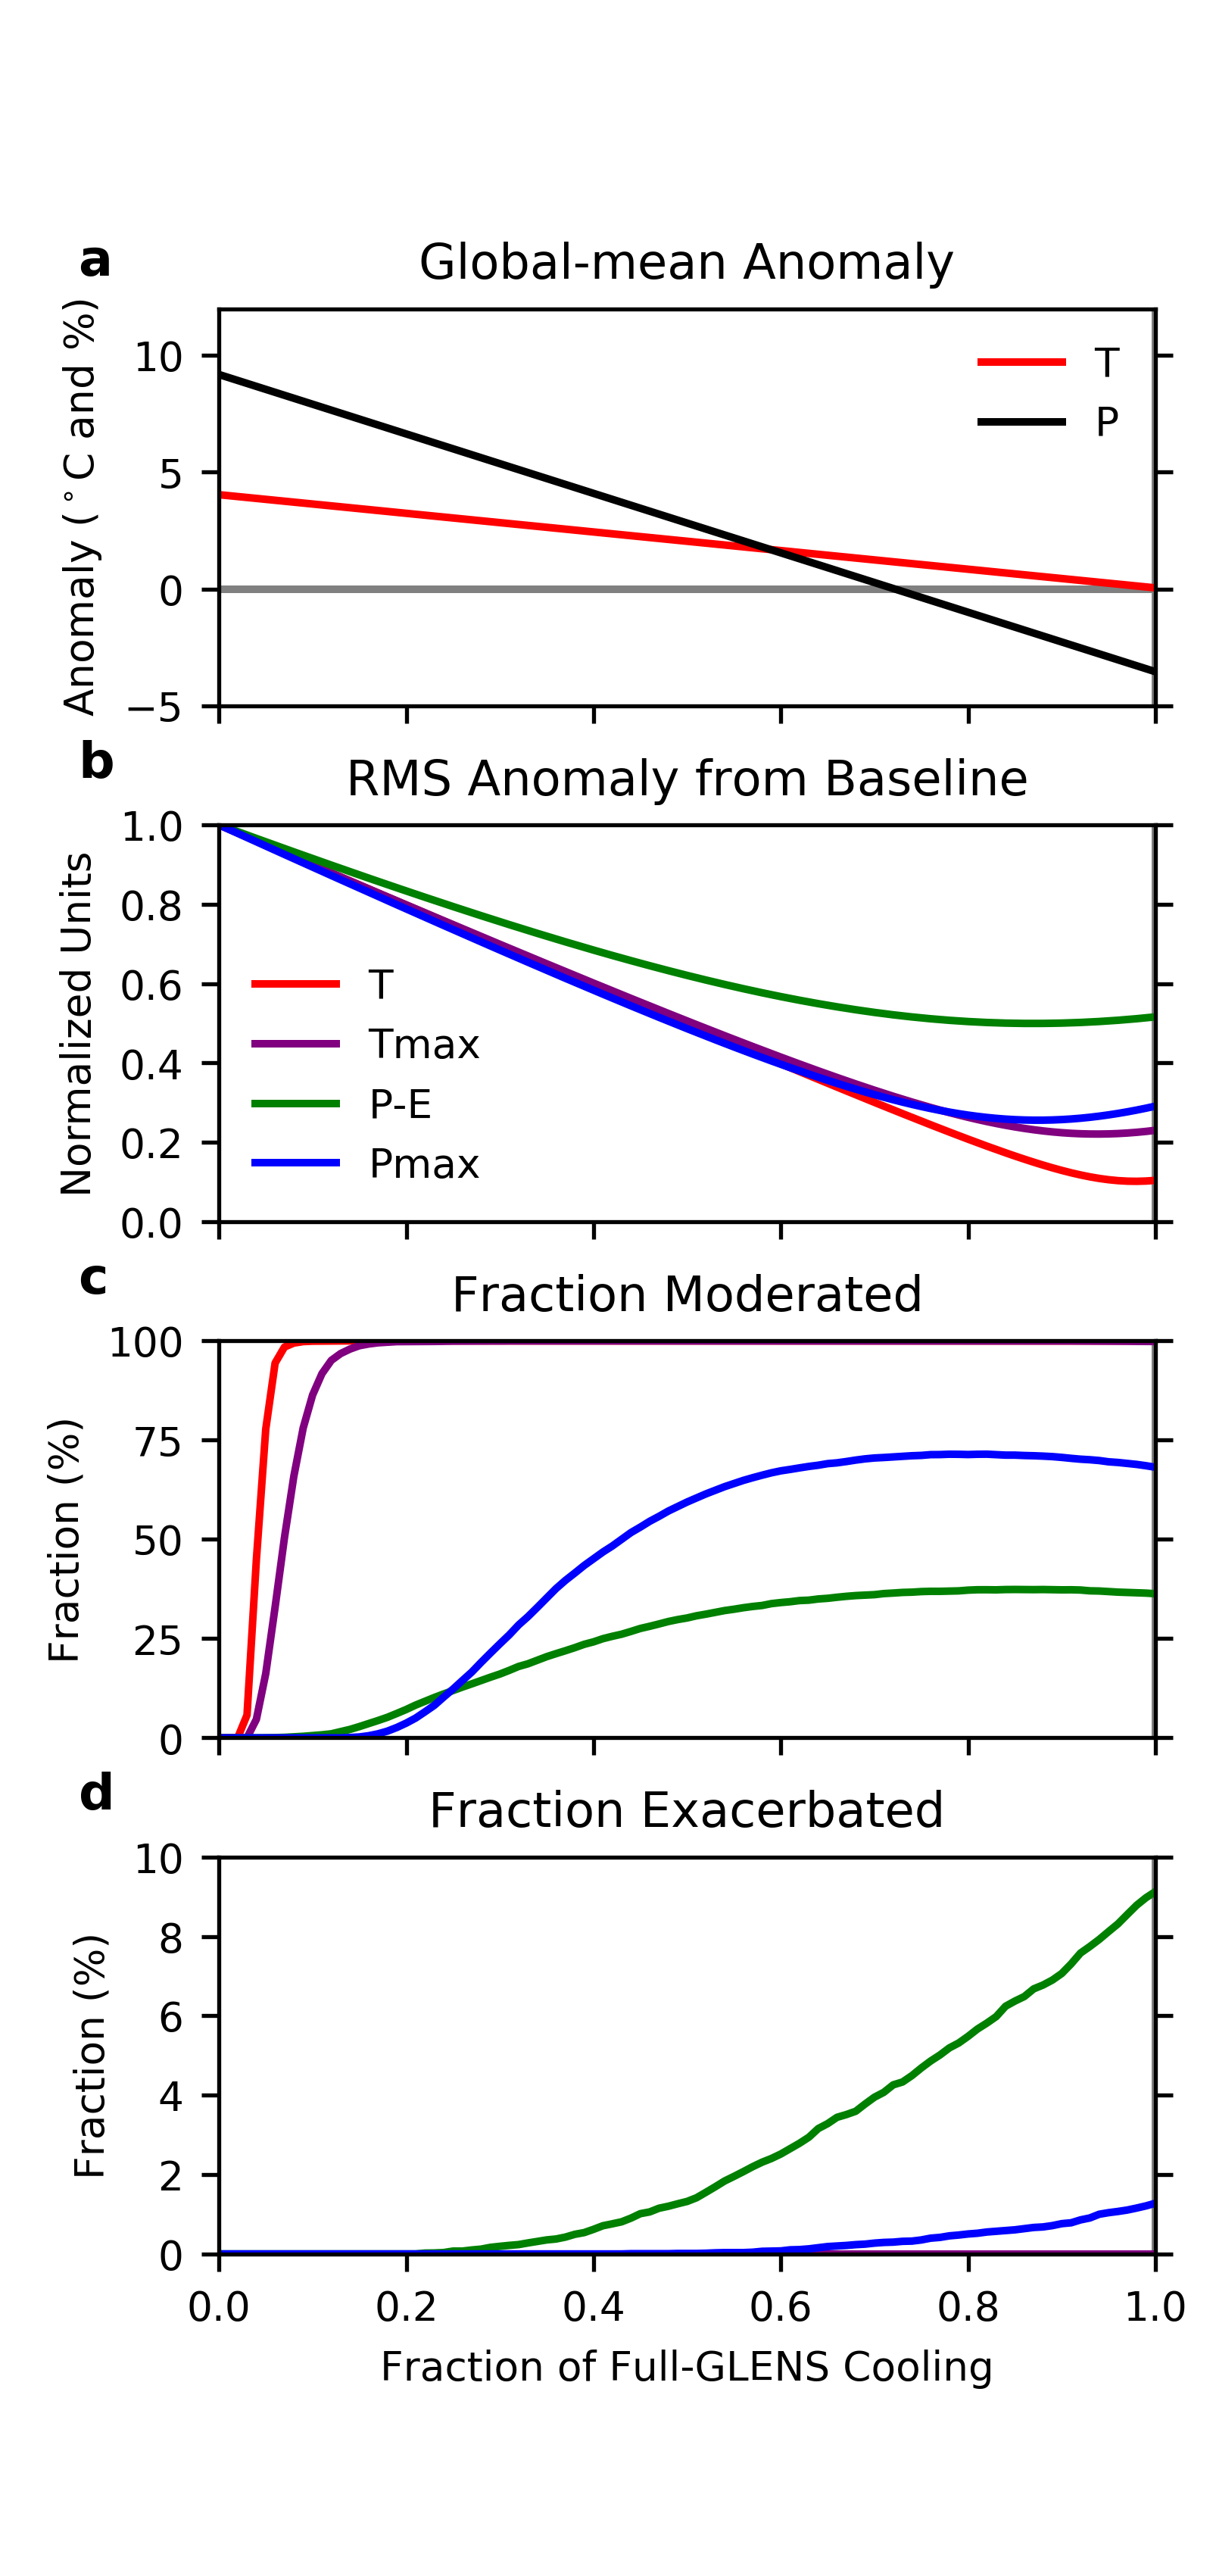 a
Global-mean Anomaly
Anomaly (°C and %)
10
5
0
−5
T
P
b
RMS Anomaly from Baseline
Normalized Units
1.0
0.8
0.6
0.4
0.2
0.0
T
Tmax
P-E
Pmax
c
Fraction Moderated
Fraction (%)
100
75
50
25
0
d
Fraction Exacerbated
Fraction (%)
10
8
6
4
2
0
0.0 0.2 0.4 0.6 0.8 1.0
Fraction of Full-GLENS Cooling